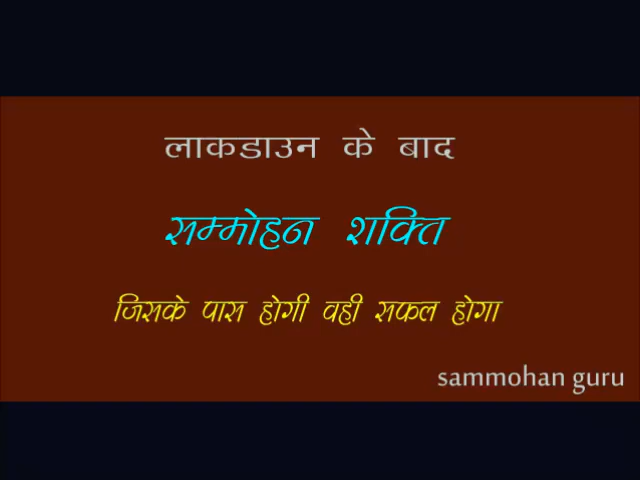 लाकडाउन के बाद
सम्मोहन शक्ति
जिसके पास होगी वही सफल होगा
sammohan guru